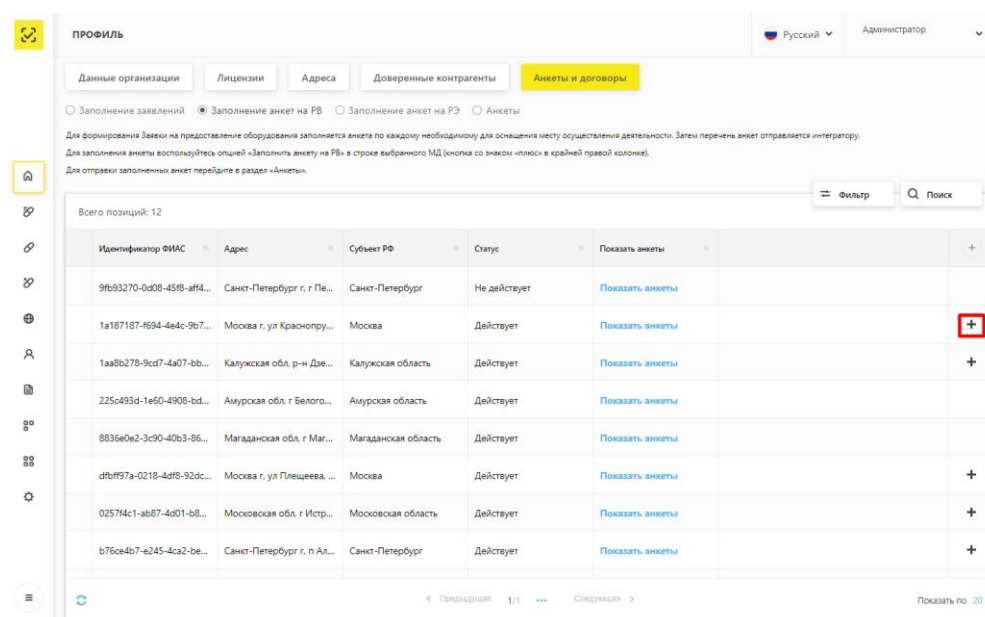 ПРОФИЛЬ
Русский
Администратор
Данные организации Лицензии Адреса Доверенные контрагенты Анкеты и договоры
Заполнение заявлений Заполнение анкет на РВ Заполнение анкет на РЭ Анкеты
Для формирования Заявки на предоставление оборудования заполняется анкета по каждому необходимому для оснащения месту осуществления деятельности. Затем перечень анкет отправляется интегратору.
Для заполнения анкеты воспользуйтесь опцией «Заполнить анкету на РВ» в строке выбранного МД (кнопка со знаком «плюс» в крайней правой колонке).
Для отправки заполненных анкет перейдите в раздел «Анкеты».
Фильтр Поиск
Всего позиций: 12
Идентификатор ФИАС Адрес Субъект РФ Статус Показать анкеты +
9fb93270-0d08-45f8-aff4... Санкт-Петербург г, г Пе... Санкт-Петербург Не действует Показать анкеты
1a187187-f694-4e4c-9b7... Москва г, ул Краснопру... Москва Действует Показать анкеты +
1aa8b278-9cd7-4a07-bb... Калужская обл, р-н Дзе... Калужская область Действует Показать анкеты +
225c493d-1e60-4908-bd... Амурская обл, г Белого... Амурская область Действует Показать анкеты
8836e0e2-3c90-40b3-86... Магаданская обл, г Маг... Магаданская область Действует Показать анкеты
dfbff97a-0218-4df8-92dc... Москва г, ул Плещеева, ... Москва Действует Показать анкеты +
0257f4c1-ab87-4d01-b8... Московская обл, г Истр... Московская область Действует Показать анкеты +
b76ce4b7-e245-4ca2-be... Санкт-Петербург г, п Ал... Санкт-Петербург Действует Показать анкеты +
< Предыдущая 1/1 ... Следующая > Показать по 20